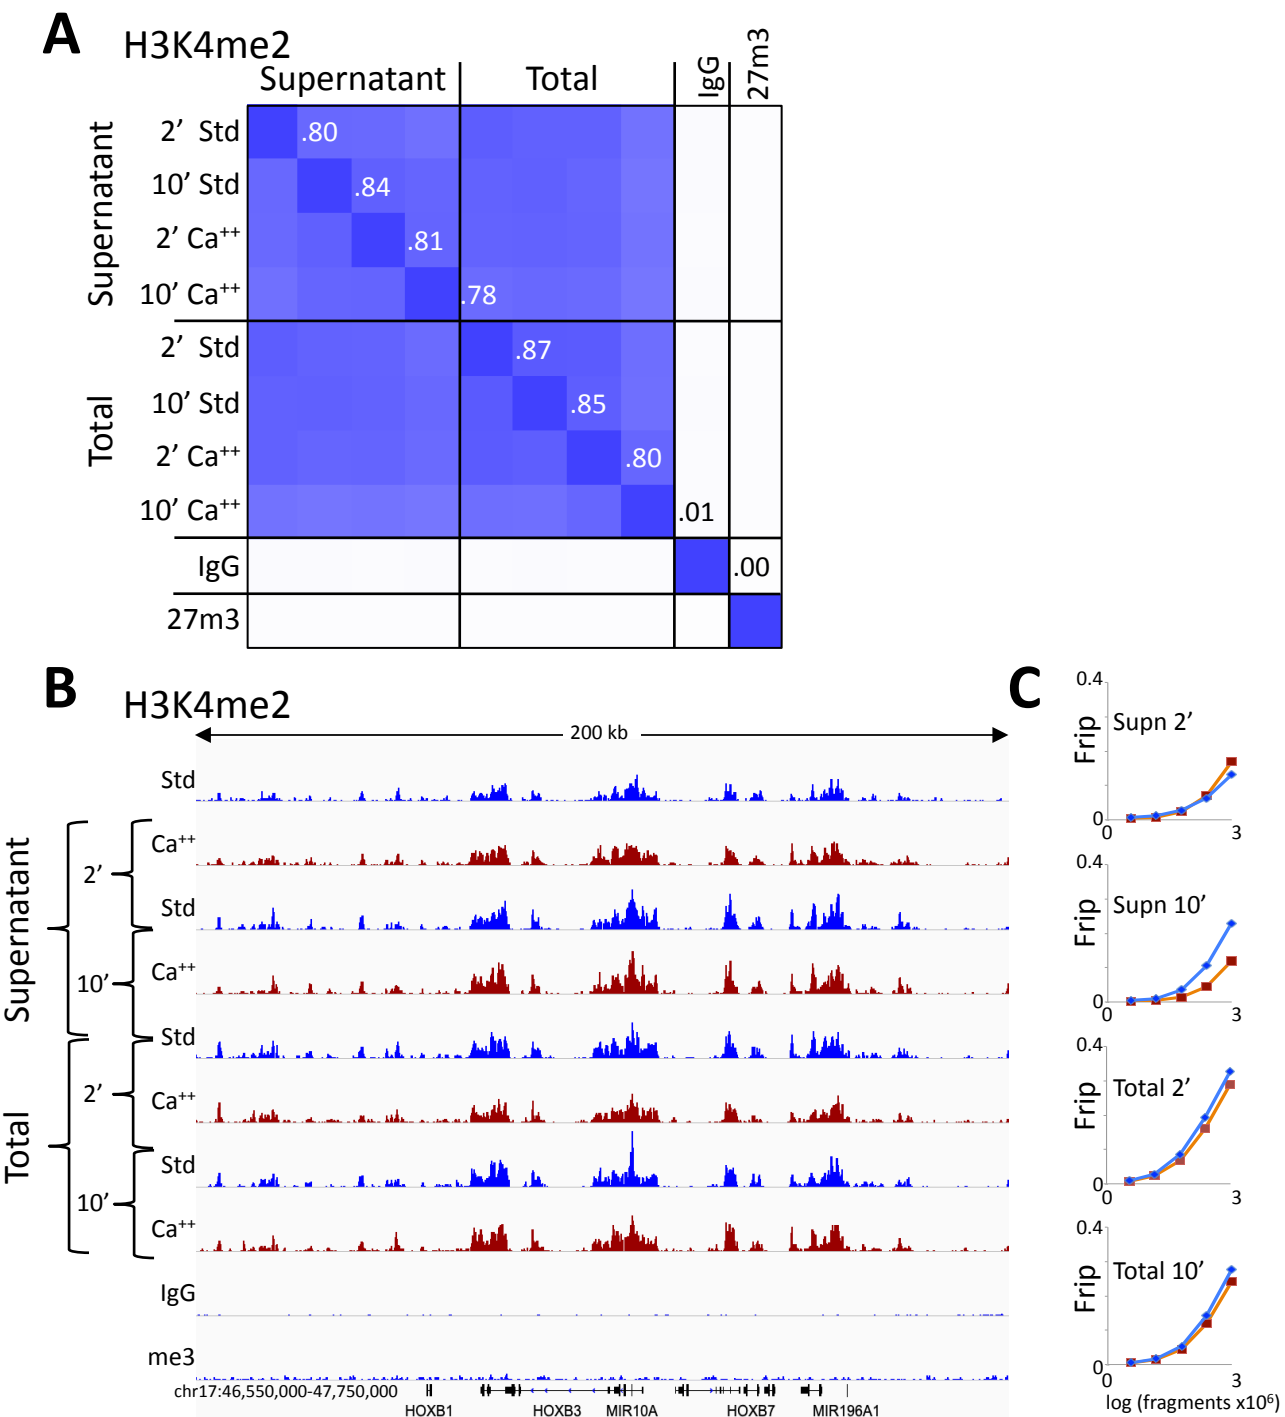 A
H3K4me2
Supernatant Total IgG 27m3
Supernatant
2’ Std .80
10’ Std .84
2’ Ca++ .81
10’ Ca++ .78
Total
2’ Std .87
10’ Std .85
2’ Ca++ .80
10’ Ca++ .01
IgG .00
27m3
B
H3K4me2
200 kb
Std
Supernatant
2’
Ca++
Std
10’
Ca++
Std
Total
2’
Ca++
Std
10’
Ca++
IgG
me3
chr17:46,550,000-47,750,000
HOXB1 HOXB3 MIR10A HOXB7 MIR196A1
C
0.4
Frip
Supn 2’
0
0 3
0.4
Frip
Supn 10’
0
0 3
0.4
Frip
Total 2’
0
0 3
0.4
Frip
Total 10’
0
0 3
log (fragments x10⁶)